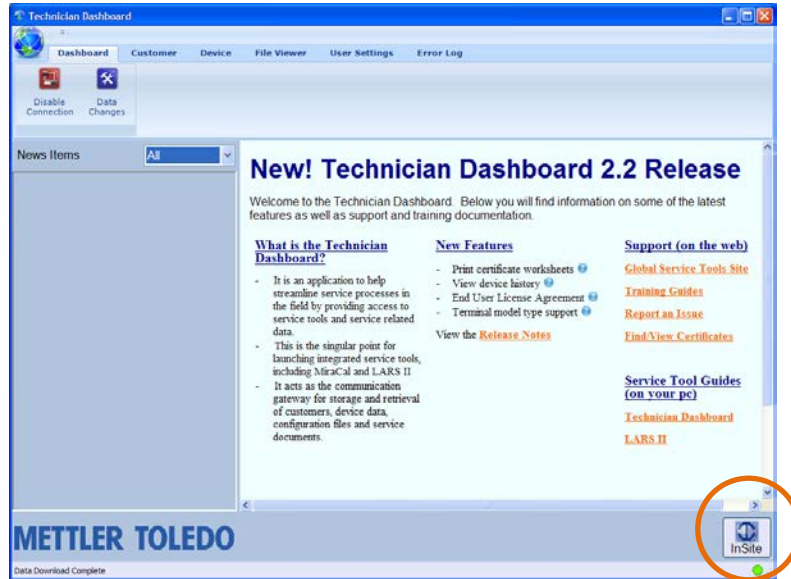 Technician Dashboard
Dashboard Customer Device File Viewer User Settings Error Log
Disable Connection
Data Changes
News Items All
New! Technician Dashboard 2.2 Release
Welcome to the Technician Dashboard. Below you will find information on some of the latest
features as well as support and training documentation.
What is the Technician
Dashboard?
- It is an application to help
streamline service processes in
the field by providing access to
service tools and service related
data.
- This is the singular point for
launching integrated service tools,
including MiraCal and LARS II
- It acts as the communication
gateway for storage and retrieval
of customers, device data,
configuration files and service
documents.
New Features
- Print certificate worksheets
- View device history
- End User License Agreement
- Terminal model type support
View the Release Notes
Support (on the web)
Global Service Tools Site
Training Guides
Report an Issue
Find/View Certificates
Service Tool Guides
(on your pc)
Technician Dashboard
LARS II
METTLER TOLEDO
InSite
Data Download Complete